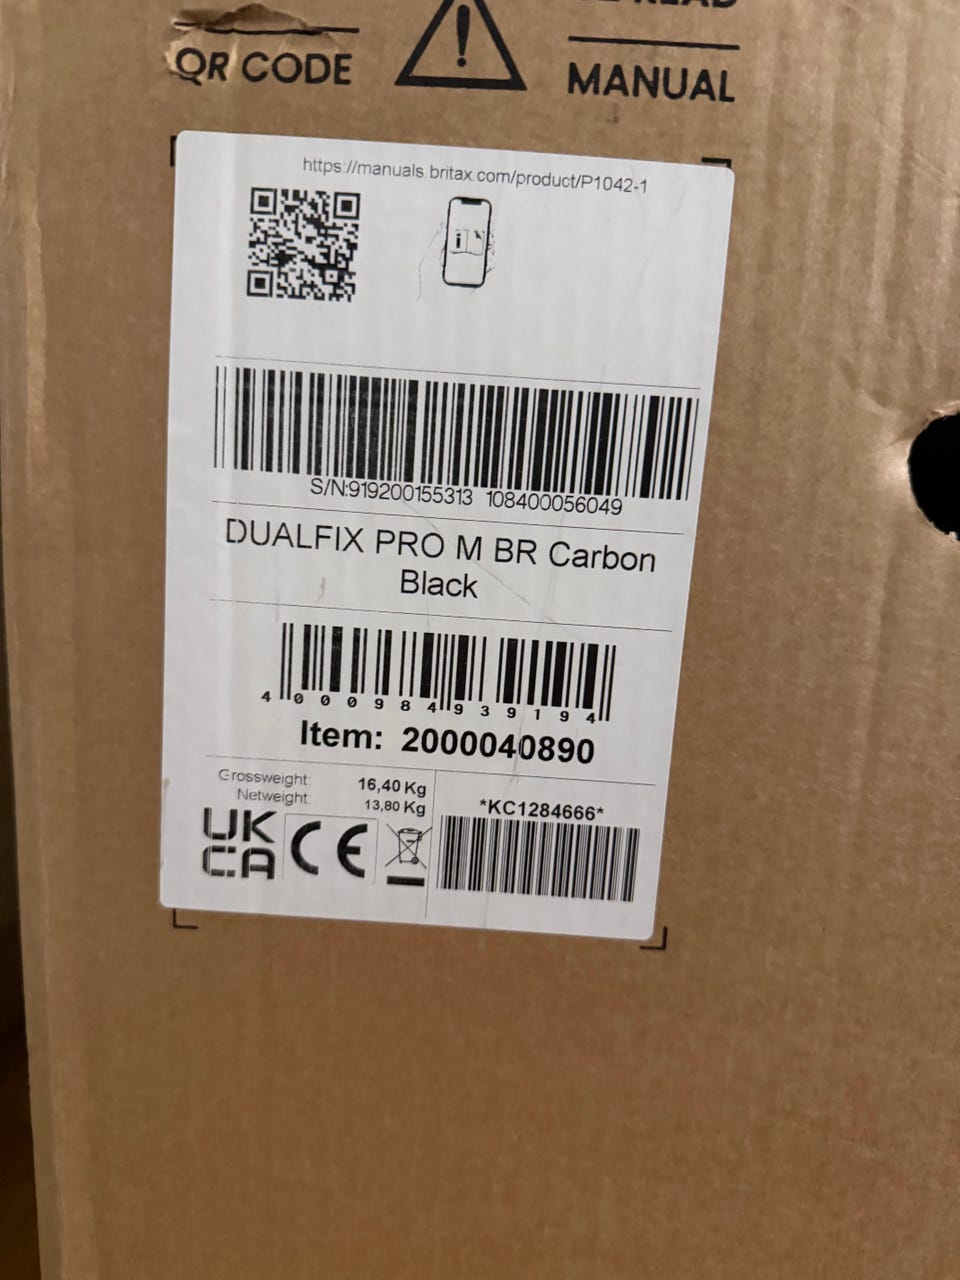 READ
QR CODE
MANUAL
https://manuals.britax.com/product/P1042-1
S/N:919200155313 108400056049
DUALFIX PRO M BR Carbon
Black
4 000984 939194
Item: 2000040890
Grossweight: 16,40 Kg
Netweight: 13,80 Kg
*KC1284666*
UK
CA CE